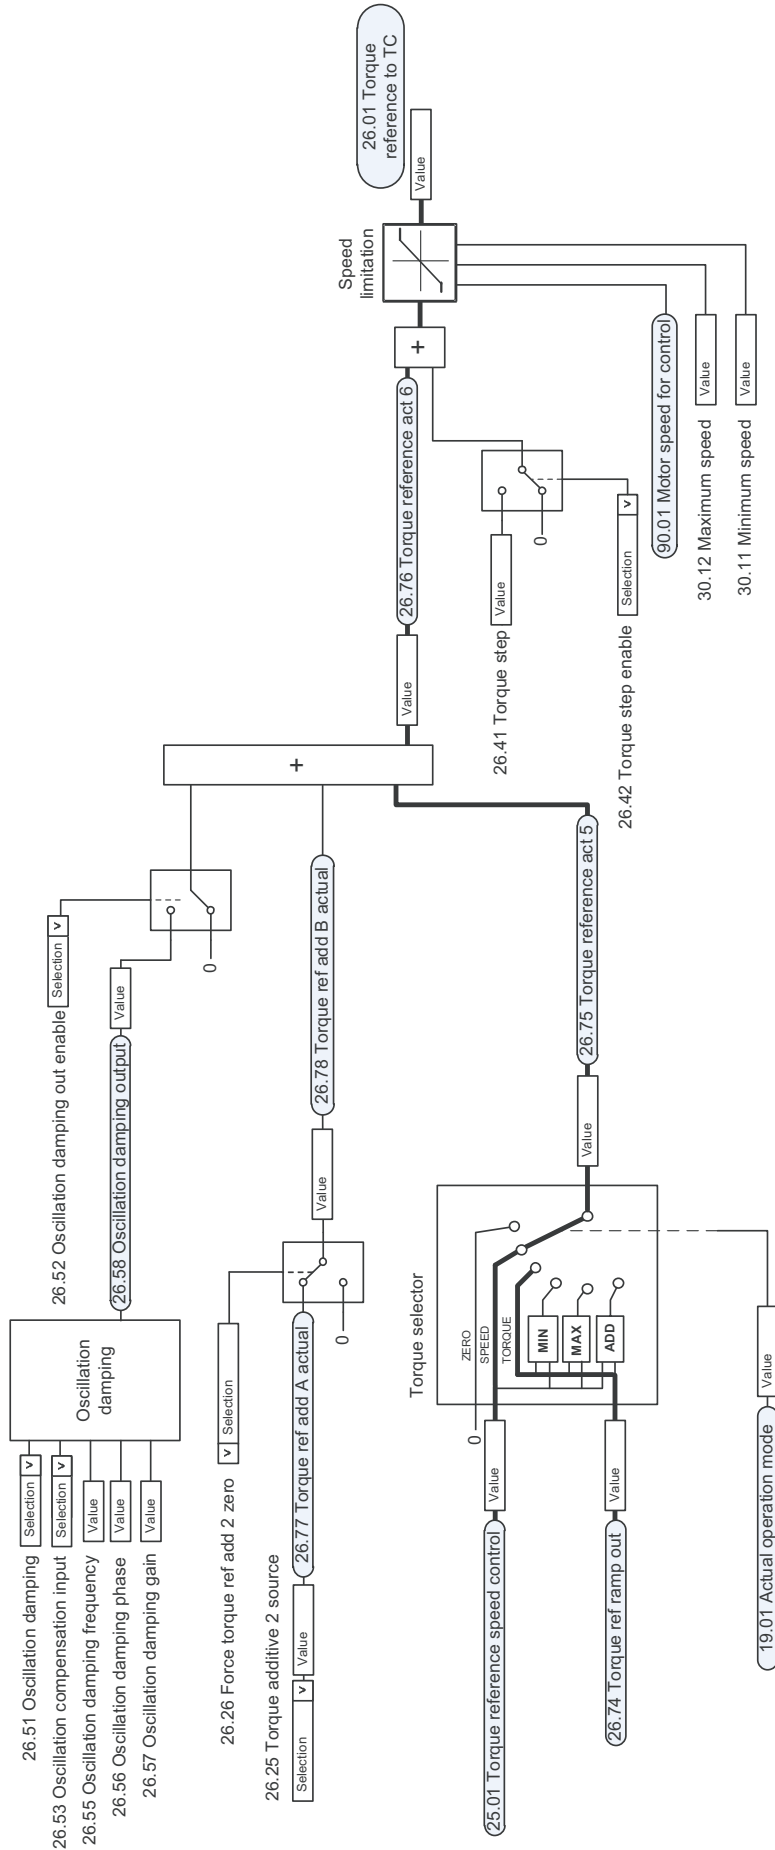 26.51 Oscillation damping
Selection
v
26.53 Oscillation compensation input
Selection
v
26.55 Oscillation damping frequency
Value
26.56 Oscillation damping phase
Value
26.57 Oscillation damping gain
Value
Oscillation
damping
26.52 Oscillation damping out enable
Selection
v
26.58 Oscillation damping output
Value
0
26.26 Force torque ref add 2 zero
v
Selection
26.25 Torque additive 2 source
Selection
v
Value
26.77 Torque ref add A actual
0
Value
26.78 Torque ref add B actual
+
Torque selector
0
ZERO
SPEED
TORQUE
MIN
MAX
ADD
25.01 Torque reference speed control
Value
26.74 Torque ref ramp out
Value
19.01 Actual operation mode
Value
Value
26.75 Torque reference act 5
Value
26.76 Torque reference act 6
26.41 Torque step
Value
0
26.42 Torque step enable
Selection
v
+
Speed
limitation
90.01 Motor speed for control
30.12 Maximum speed
Value
30.11 Minimum speed
Value
Value
26.01 Torque
reference to TC